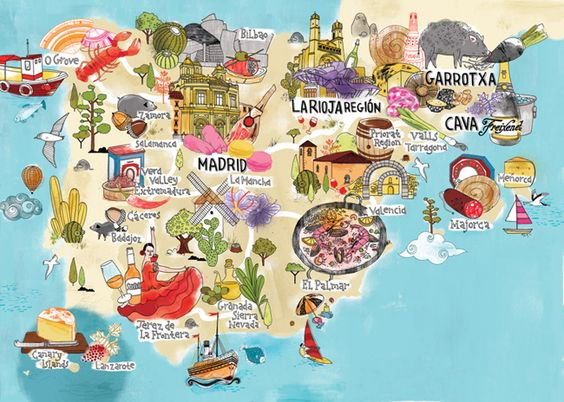 Bilbao
O Grove
GARROTXA
LA RIOJA REGIÓN
Zamora
CAVA
Freixenet
Priorat
Region
Valls
Tarragona
Salamanca
MADRID
La Mancha
Verd
Valley
Extremadura
Menorca
Cáceres
Valencia
Majorca
Badajoz
El Palmar
Granada
Sierra
Nevada
Jerez de
La Frontera
Canary
Islands
Lanzarote